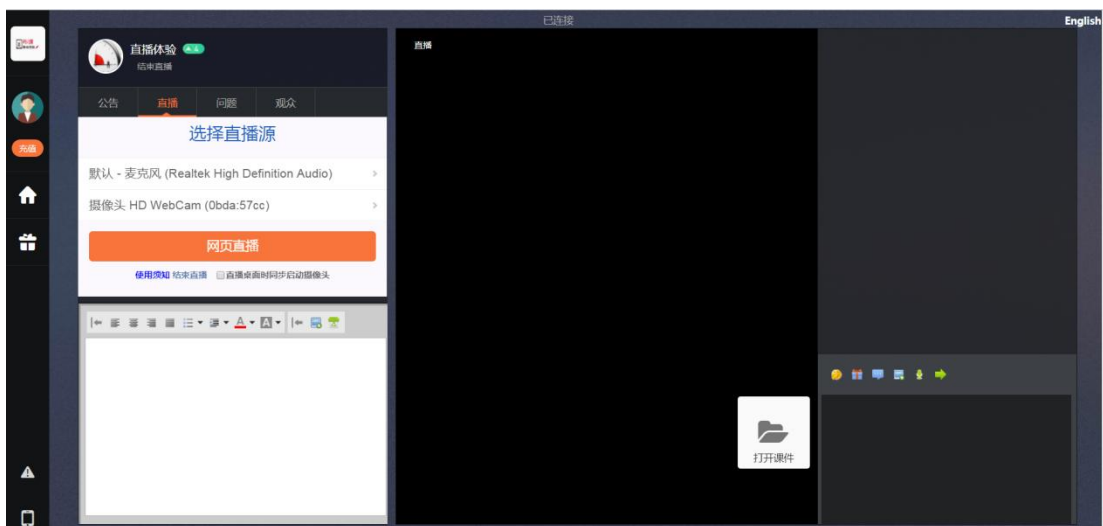 已连接
English
直播体验
结束直播
充值
公告 直播 问题 观众
选择直播源
默认 - 麦克风 (Realtek High Definition Audio)
摄像头 HD WebCam (0bda:57cc)
网页直播
使用须知 结束直播 直播桌面时同步启动摄像头
直播
打开课件